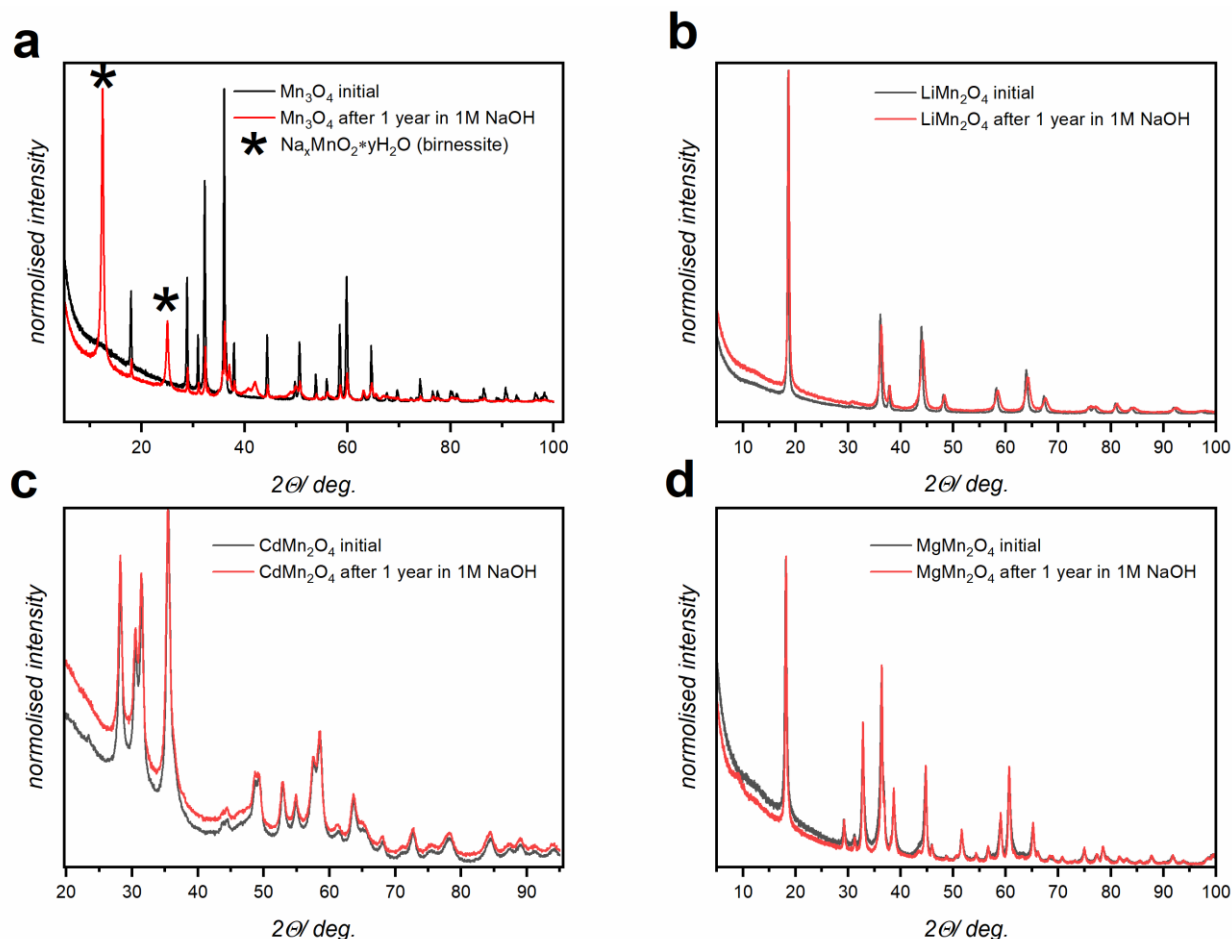 a
Mn₃O₄ initial
Mn₃O₄ after 1 year in 1M NaOH
* NaₓMnO₂*yH₂O (birnessite)
*
*
normolised intensity
20 40 60 80 100
2Θ/ deg.
b
LiMn₂O₄ initial
LiMn₂O₄ after 1 year in 1M NaOH
normolised intensity
10 20 30 40 50 60 70 80 90 100
2Θ/ deg.
c
CdMn₂O₄ initial
CdMn₂O₄ after 1 year in 1M NaOH
normolised intensity
20 30 40 50 60 70 80 90
2Θ/ deg.
d
MgMn₂O₄ initial
MgMn₂O₄ after 1 year in 1M NaOH
normolised intensity
10 20 30 40 50 60 70 80 90 100
2Θ/ deg.